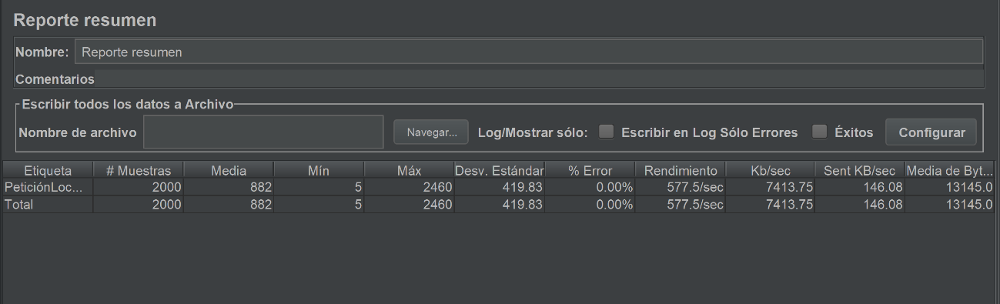 Reporte resumen
Nombre: Reporte resumen
Comentarios
Escribir todos los datos a Archivo
Nombre de archivo Navegar... Log/Mostrar sólo: Escribir en Log Sólo Errores Éxitos Configurar
Etiqueta # Muestras Media Mín Máx Desv. Estándar % Error Rendimiento Kb/sec Sent KB/sec Media de Byt...
PeticiónLoc... 2000 882 5 2460 419.83 0.00% 577.5/sec 7413.75 146.08 13145.0
Total 2000 882 5 2460 419.83 0.00% 577.5/sec 7413.75 146.08 13145.0